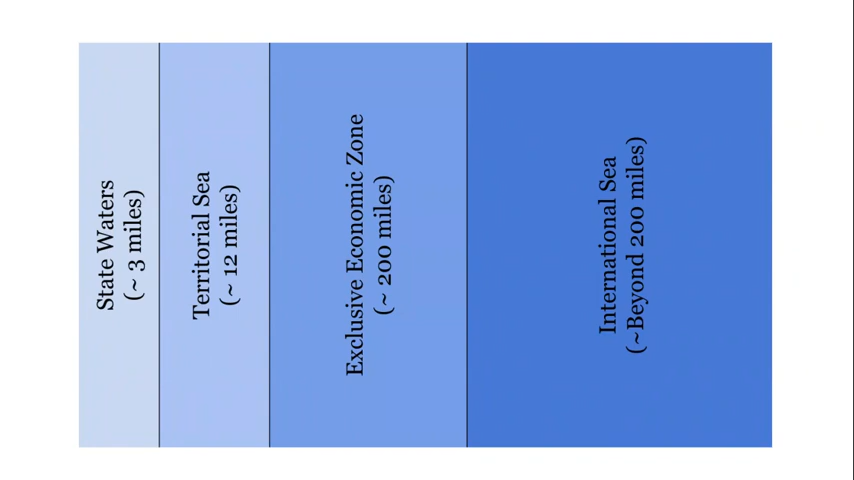 State Waters
(~ 3 miles)
Territorial Sea
(~ 12 miles)
Exclusive Economic Zone
(~ 200 miles)
International Sea
(~Beyond 200 miles)